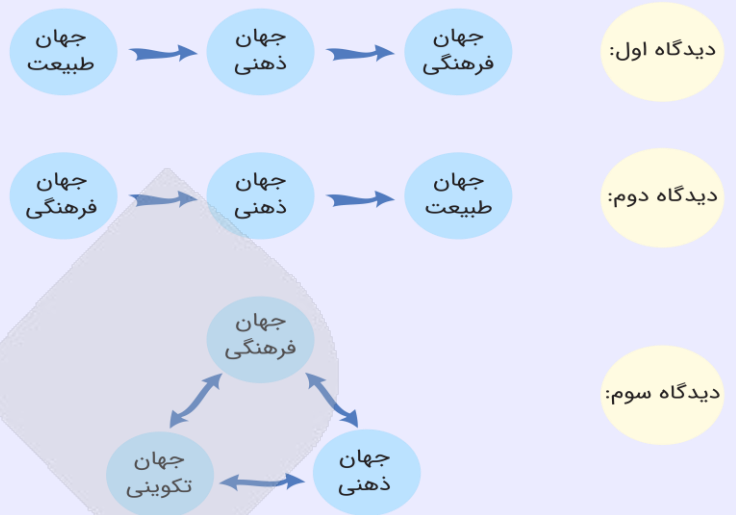 دیدگاه اول:
جهان
فرهنگی
جهان
ذهنی
جهان
طبیعت
دیدگاه دوم:
جهان
طبیعت
جهان
ذهنی
جهان
فرهنگی
دیدگاه سوم:
جهان
فرهنگی
جهان
ذهنی
جهان
تکوینی